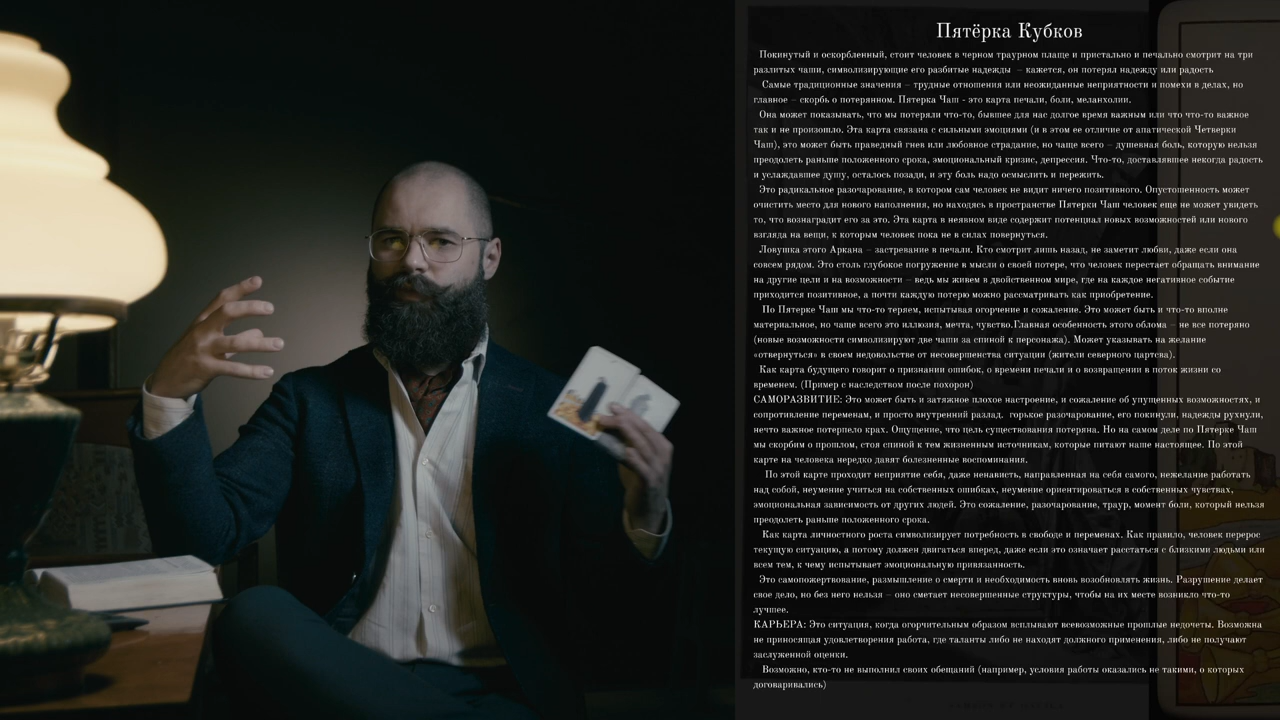 Пятёрка Кубков
Покинутый и оскорбленный, стоит человек в черном траурном плаще и пристально и печально смотрит на три
разлитых чаши, символизирующие его разбитые надежды – кажется, он потерял надежду или радость
Самые традиционные значения – трудные отношения или неожиданные неприятности и помехи в делах, но
главное – скорбь о потерянном. Пятерка Чаш - это карта печали, боли, меланхолии.
Она может показывать, что мы потеряли что-то, бывшее для нас долгое время важным или что что-то важное
так и не произошло. Эта карта связана с сильными эмоциями (и в этом ее отличие от апатической Четверки
Чаш), это может быть праведный гнев или любовное страдание, но чаще всего – душевная боль, которую нельзя
преодолеть раньше положенного срока, эмоциональный кризис, депрессия. Что-то, доставлявшее некогда радость
и услаждавшее душу, осталось позади, и эту боль надо осмыслить и пережить.
Это радикальное разочарование, в котором сам человек не видит ничего позитивного. Опустошенность может
очистить место для нового наполнения, но находясь в пространстве Пятерки Чаш человек еще не может увидеть
то, что вознаградит его за это. Эта карта в неявном виде содержит потенциал новых возможностей или нового
взгляда на вещи, к которым человек пока не в силах повернуться.
Ловушка этого Аркана – застревание в печали. Кто смотрит лишь назад, не заметит любви, даже если она
совсем рядом. Это столь глубокое погружение в мысли о своей потере, что человек перестает обращать внимание
на другие цели и на возможности – ведь мы живем в двойственном мире, где на каждое негативное событие
приходится позитивное, а почти каждую потерю можно рассматривать как приобретение.
По Пятерке Чаш мы что-то теряем, испытывая огорчение и сожаление. Это может быть и что-то вполне
материальное, но чаще всего это иллюзия, мечта, чувство.Главная особенность этого облома – не все потеряно
(новые возможности символизируют две чаши за спиной к персонажа). Может указывать на желание
«отвернуться» в своем недовольстве от несовершенства ситуации (жители северного царства).
Как карта будущего говорит о признании ошибок, о времени печали и о возвращении в поток жизни со
временем. (Пример с наследством после похорон)
САМОРАЗВИТИЕ: Это может быть и затяжное плохое настроение, и сожаление об упущенных возможностях, и
сопротивление переменам, и просто внутренний разлад. горькое разочарование, его покинули, надежды рухнули,
нечто важное потерпело крах. Ощущение, что цель существования потеряна. Но на самом деле по Пятерке Чаш
мы скорбим о прошлом, стоя спиной к тем жизненным источникам, которые питают наше настоящее. По этой
карте на человека нередко давят болезненные воспоминания.
По этой карте проходит неприятие себя, даже ненависть, направленная на себя самого, нежелание работать
над собой, неумение учиться на собственных ошибках, неумение ориентироваться в собственных чувствах,
эмоциональная зависимость от других людей. Это сожаление, разочарование, траур, момент боли, который нельзя
преодолеть раньше положенного срока.
Как карта личностного роста символизирует потребность в свободе и переменах. Как правило, человек перерос
текущую ситуацию, а потому должен двигаться вперед, даже если это означает расстаться с близкими людьми или
всем тем, к чему испытывает эмоциональную привязанность.
Это самопожертвование, размышление о смерти и необходимость вновь возобновлять жизнь. Разрушение делает
свое дело, но без него нельзя – оно сметает несовершенные структуры, чтобы на их месте возникло что-то
лучшее.
КАРЬЕРА: Это ситуация, когда огорчительным образом всплывают всевозможные прошлые недочеты. Возможна
не приносящая удовлетворения работа, где таланты либо не находят должного применения, либо не получают
заслуженной оценки.
Возможно, кто-то не выполнил своих обещаний (например, условия работы оказались не такими, о которых
договаривались)